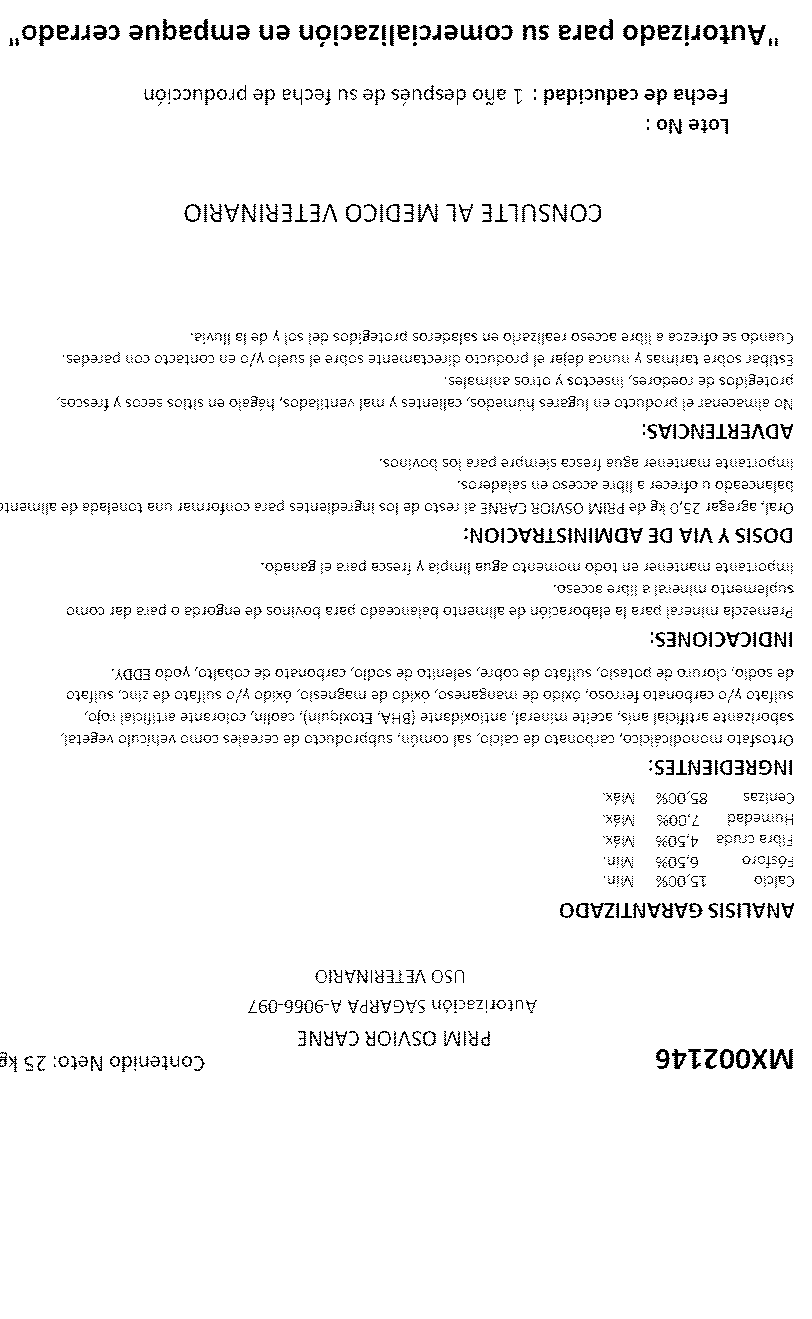 MX002146
Contenido Neto: 25 kg
PRIM OSVIOR CARNE
Autorización SAGARPA A-9066-097
USO VETERINARIO
ANALISIS GARANTIZADO
Calcio 15,00% Min.
Fósforo 6,50% Min.
Fibra cruda 4,50% Máx.
Humedad 7,00% Máx.
Cenizas 85,00% Máx.
INGREDIENTES:
Ortosfato monodicálcico, carbonato de calcio, sal común, subproducto de cereales como vehículo vegetal,
saborizante artificial anís, aceite mineral, antioxidante (BHA, Etoxiquin), caolin, colorante artificial rojo,
sulfato y/o carbonato ferroso, óxido de manganeso, óxido de magnesio, óxido y/o sulfato de zinc, sulfato
de sodio, cloruro de potasio, sulfato de cobre, selenito de sodio, carbonato de cobalto, yodo EDDY.
INDICACIONES:
Premezcla mineral para la elaboración de alimento balanceado para bovinos de engorda o para dar como
suplemento mineral a libre acceso.
Importante mantener en todo momento agua limpia y fresca para el ganado.
DOSIS Y VIA DE ADMINISTRACION:
Oral, agregar 25,0 kg de PRIM OSVIOR CARNE al resto de los ingredientes para conformar una tonelada de alimento
balanceado u ofrecer a libre acceso en saladeros.
Importante mantener agua fresca siempre para los bovinos.
ADVERTENCIAS:
No almacenar el producto en lugares húmedos, calientes y mal ventilados, hágalo en sitios secos y frescos,
protegidos de roedores, insectos y otros animales.
Estibar sobre tarimas y nunca dejar el producto directamente sobre el suelo y/o en contacto con paredes.
Cuando se ofrezca a libre acceso realizarlo en saladeros protegidos del sol y de la lluvia.
CONSULTE AL MEDICO VETERINARIO
Lote No :
Fecha de caducidad : 1 año después de su fecha de producción
"Autorizado para su comercialización en empaque cerrado"